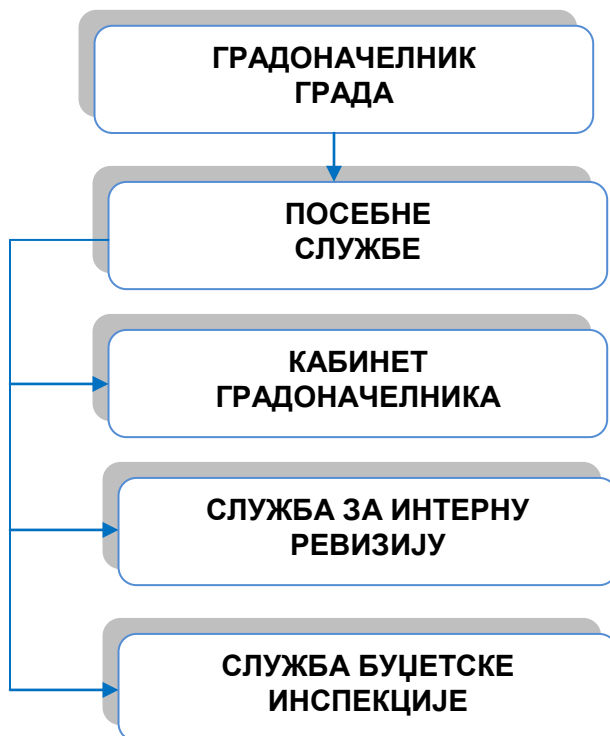 ГРАДОНАЧЕЛНИК
ГРАДА
ПОСЕБНЕ
СЛУЖБЕ
КАБИНЕТ
ГРАДОНАЧЕЛНИКА
СЛУЖБА ЗА ИНТЕРНУ
РЕВИЗИЈУ
СЛУЖБА БУЏЕТСКЕ
ИНСПЕКЦИЈЕ